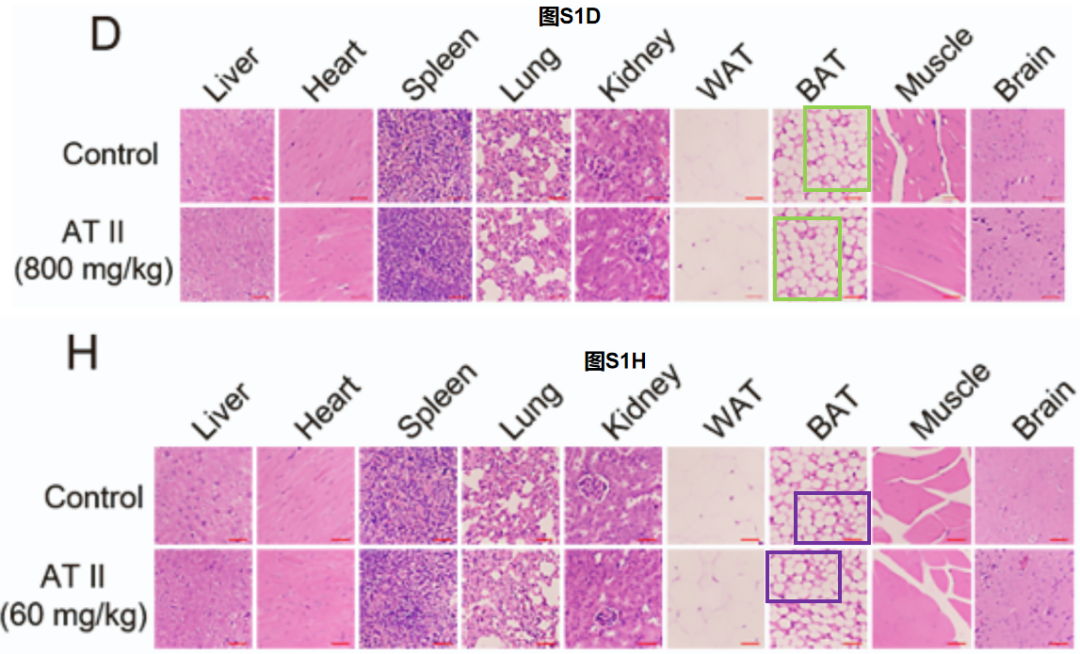 图S1D
D
Liver Heart Spleen Lung Kidney WAT BAT Muscle Brain
Control
AT II
(800 mg/kg)
图S1H
H
Liver Heart Spleen Lung Kidney WAT BAT Muscle Brain
Control
AT II
(60 mg/kg)